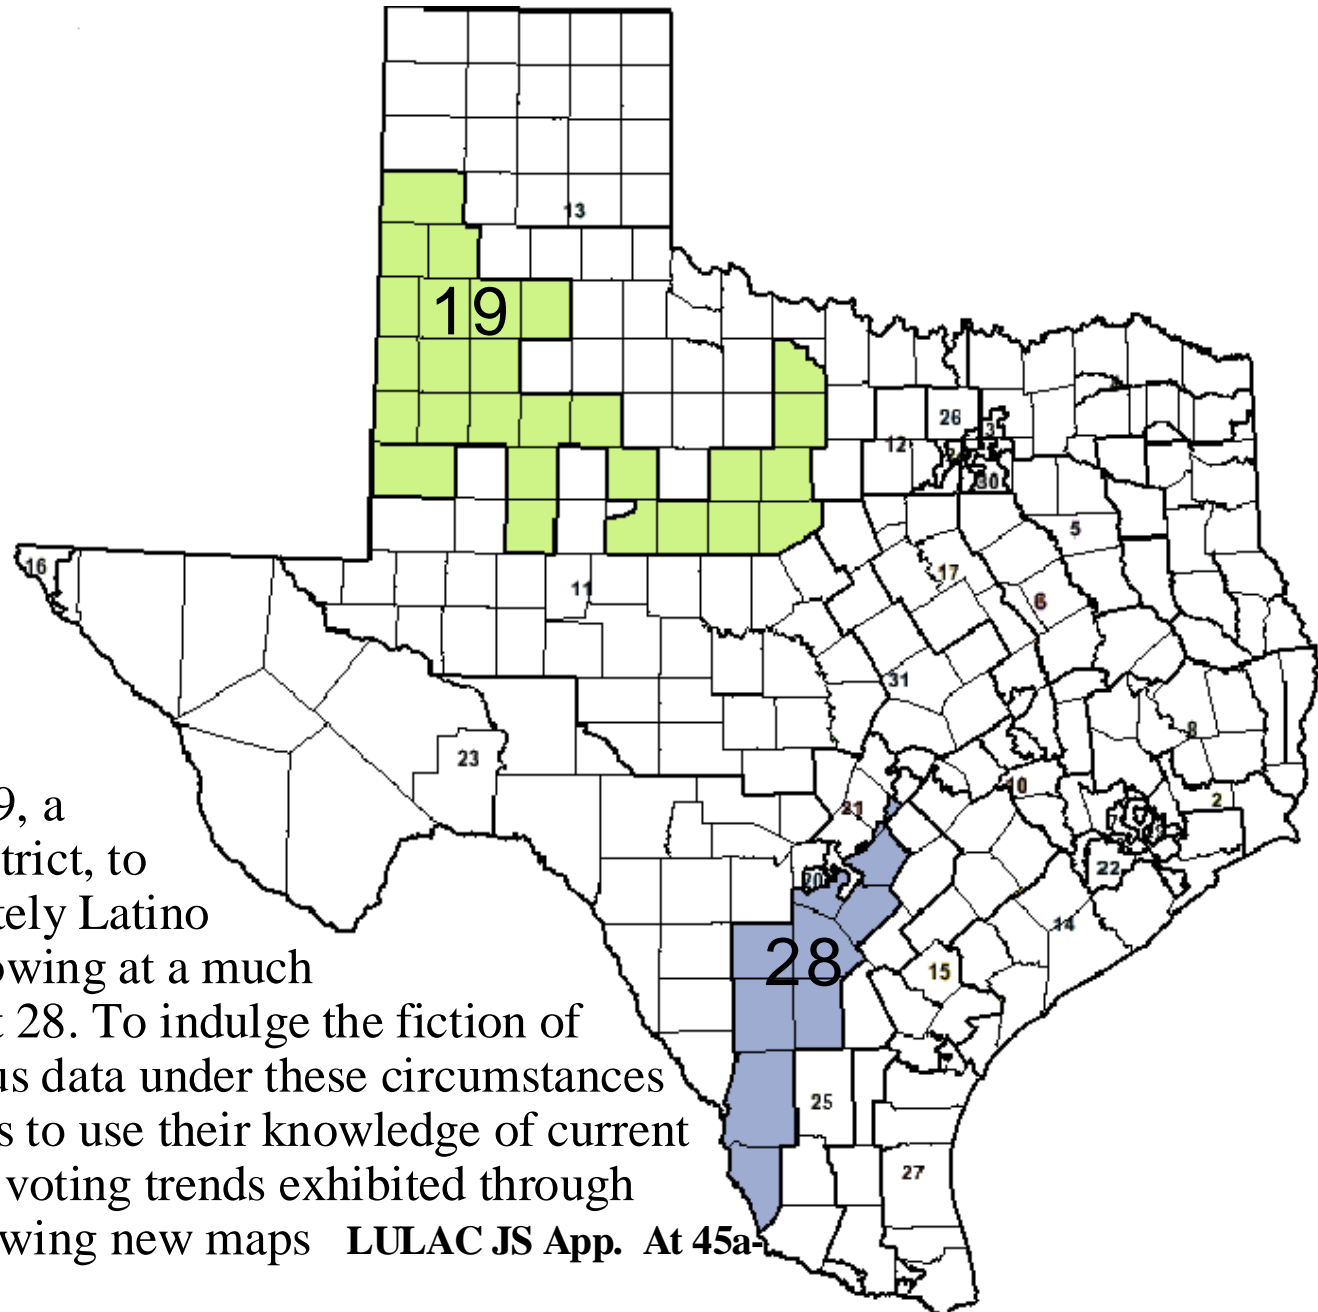 13
19
26
3
12
30
5
16
11
17
6
31
8
23
10
2
21
9, a
trict, to
22
20
tely Latino
14
owing at a much
28
15
t 28. To indulge the fiction of
us data under these circumstances
25
s to use their knowledge of current
27
voting trends exhibited through
wing new maps LULAC JS App. At 45a-